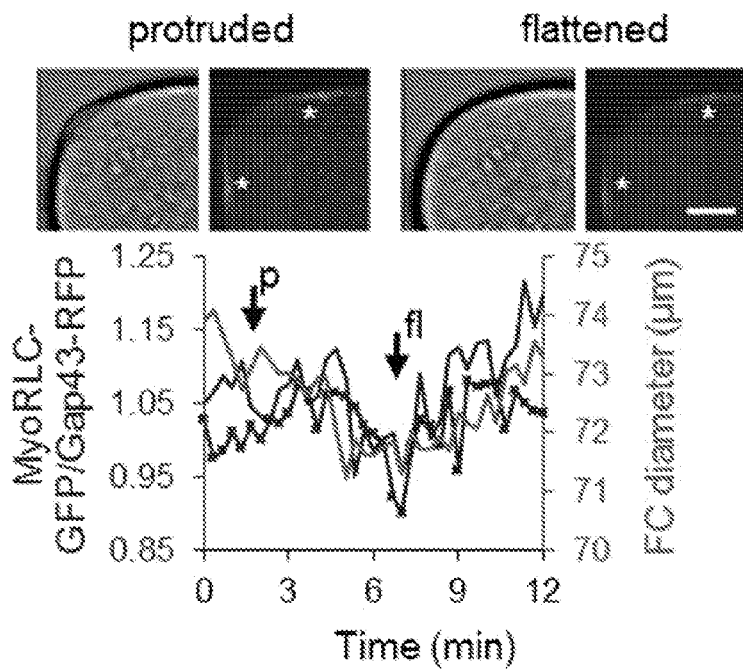 protruded
flattened
MyoRLC-
GFP/Gap43-RFP
1.25
1.15
1.05
0.95
0.85
p
fl
75
74
73
72
71
70
FC diameter (µm)
0 3 6 9 12
Time (min)